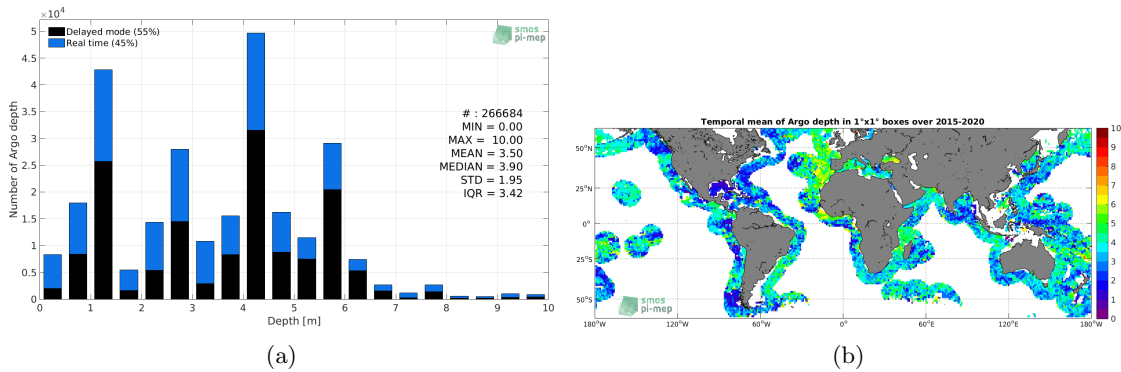 ×10⁴
Delayed mode (55%)
Real time (45%)
smos
pi-mep
5
4.5
4
3.5
3
2.5
2
1.5
1
0.5
0
Number of Argo depth
# : 266684
MIN = 0.00
MAX = 10.00
MEAN = 3.50
MEDIAN = 3.90
STD = 1.95
IQR = 3.42
0 1 2 3 4 5 6 7 8 9 10
Depth [m]
(a)
Temporal mean of Argo depth in 1°x1° boxes over 2015-2020
50°N
25°N
0°
25°S
50°S
180°W 120°W 60°W 0° 60°E 120°E 180°W
smos
pi-mep
10
9
8
7
6
5
4
3
2
1
0
(b)